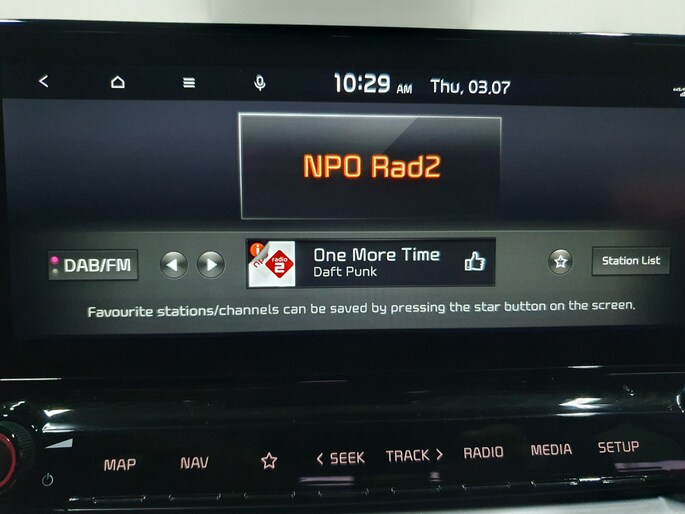 10:29 AM Thu, 03.07
NPO Rad2
DAB/FM
radio
2
One More Time
Daft Punk
Station List
Favourite stations/channels can be saved by pressing the star button on the screen.
MAP
NAV
< SEEK
TRACK >
RADIO
MEDIA
SETUP